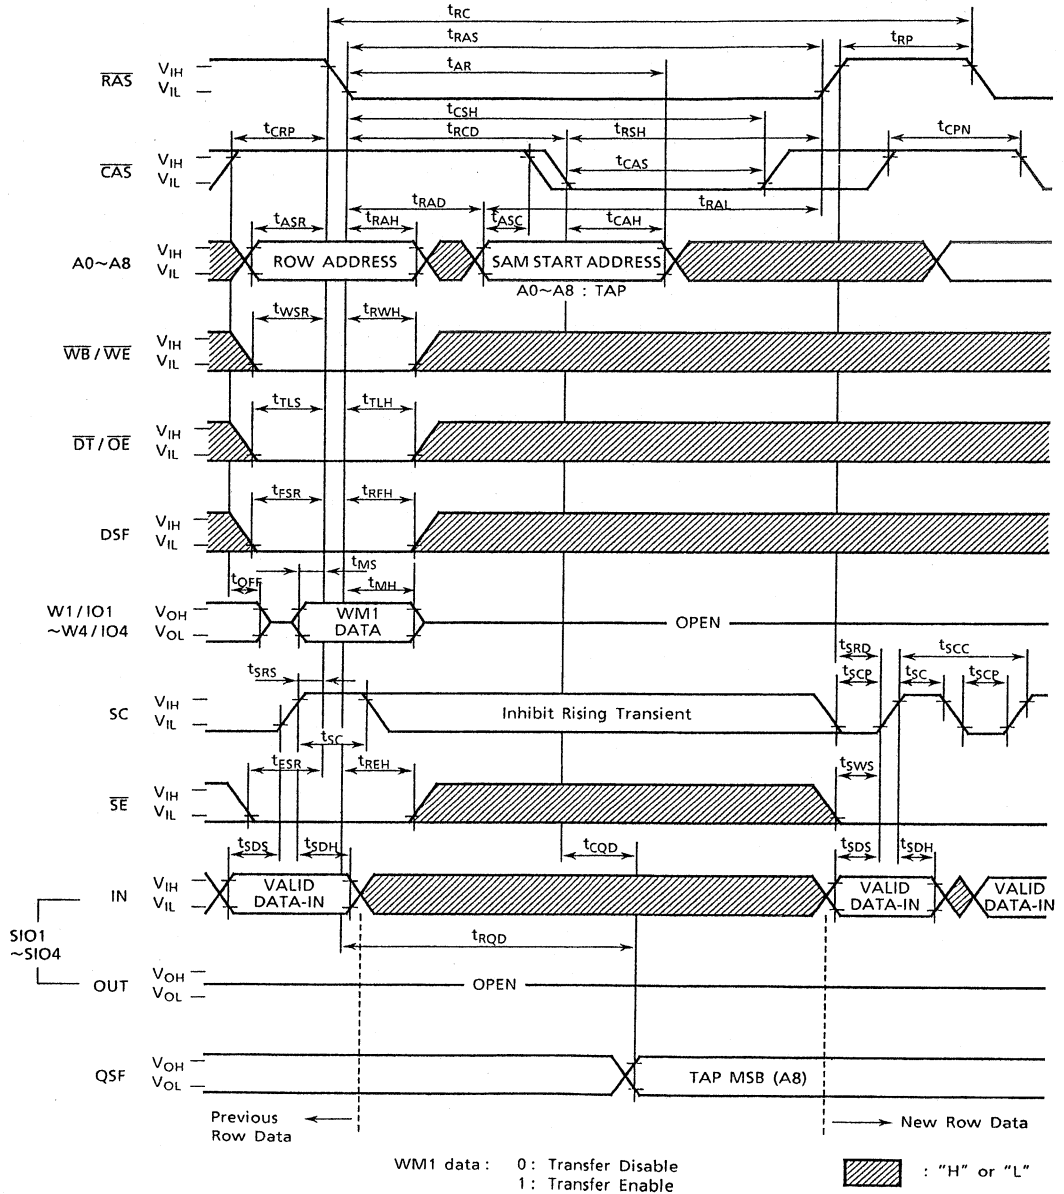 tRC
tRAS
tRP
tAR
RAS
VIH
VIL
tCSH
tCRP
tRCD
tRSH
tCPN
CAS
VIH
VIL
tCAS
tRAD
tRAL
tASR
tRAH
tASC
tCAH
A0~A8
VIH
VIL
ROW ADDRESS
SAM START ADDRESS
A0~A8 : TAP
tWSR
tRWH
WB / WE
VIH
VIL
tTLS
tTLH
DT / OE
VIH
VIL
tFSR
tRFH
DSF
VIH
VIL
tMS
tOFF
tMH
W1 / IO1
~W4 / IO4
VOH
VOL
WM1
DATA
OPEN
tSRD
tSCC
tSRS
tSCP
tSC
tSCP
SC
VIH
VIL
Inhibit Rising Transient
tSC
tESR
tREH
tSWS
SE
VIH
VIL
tSDS
tSDH
tCQD
tSDS
tSDH
IN
VIH
VIL
VALID
DATA-IN
VALID
DATA-IN
VALID
DATA-IN
SIO1
~SIO4
tRQD
OUT
VOH
VOL
OPEN
QSF
VOH
VOL
TAP MSB (A8)
Previous
Row Data
New Row Data
WM1 data : 0 : Transfer Disable
1 : Transfer Enable
: "H" or "L"